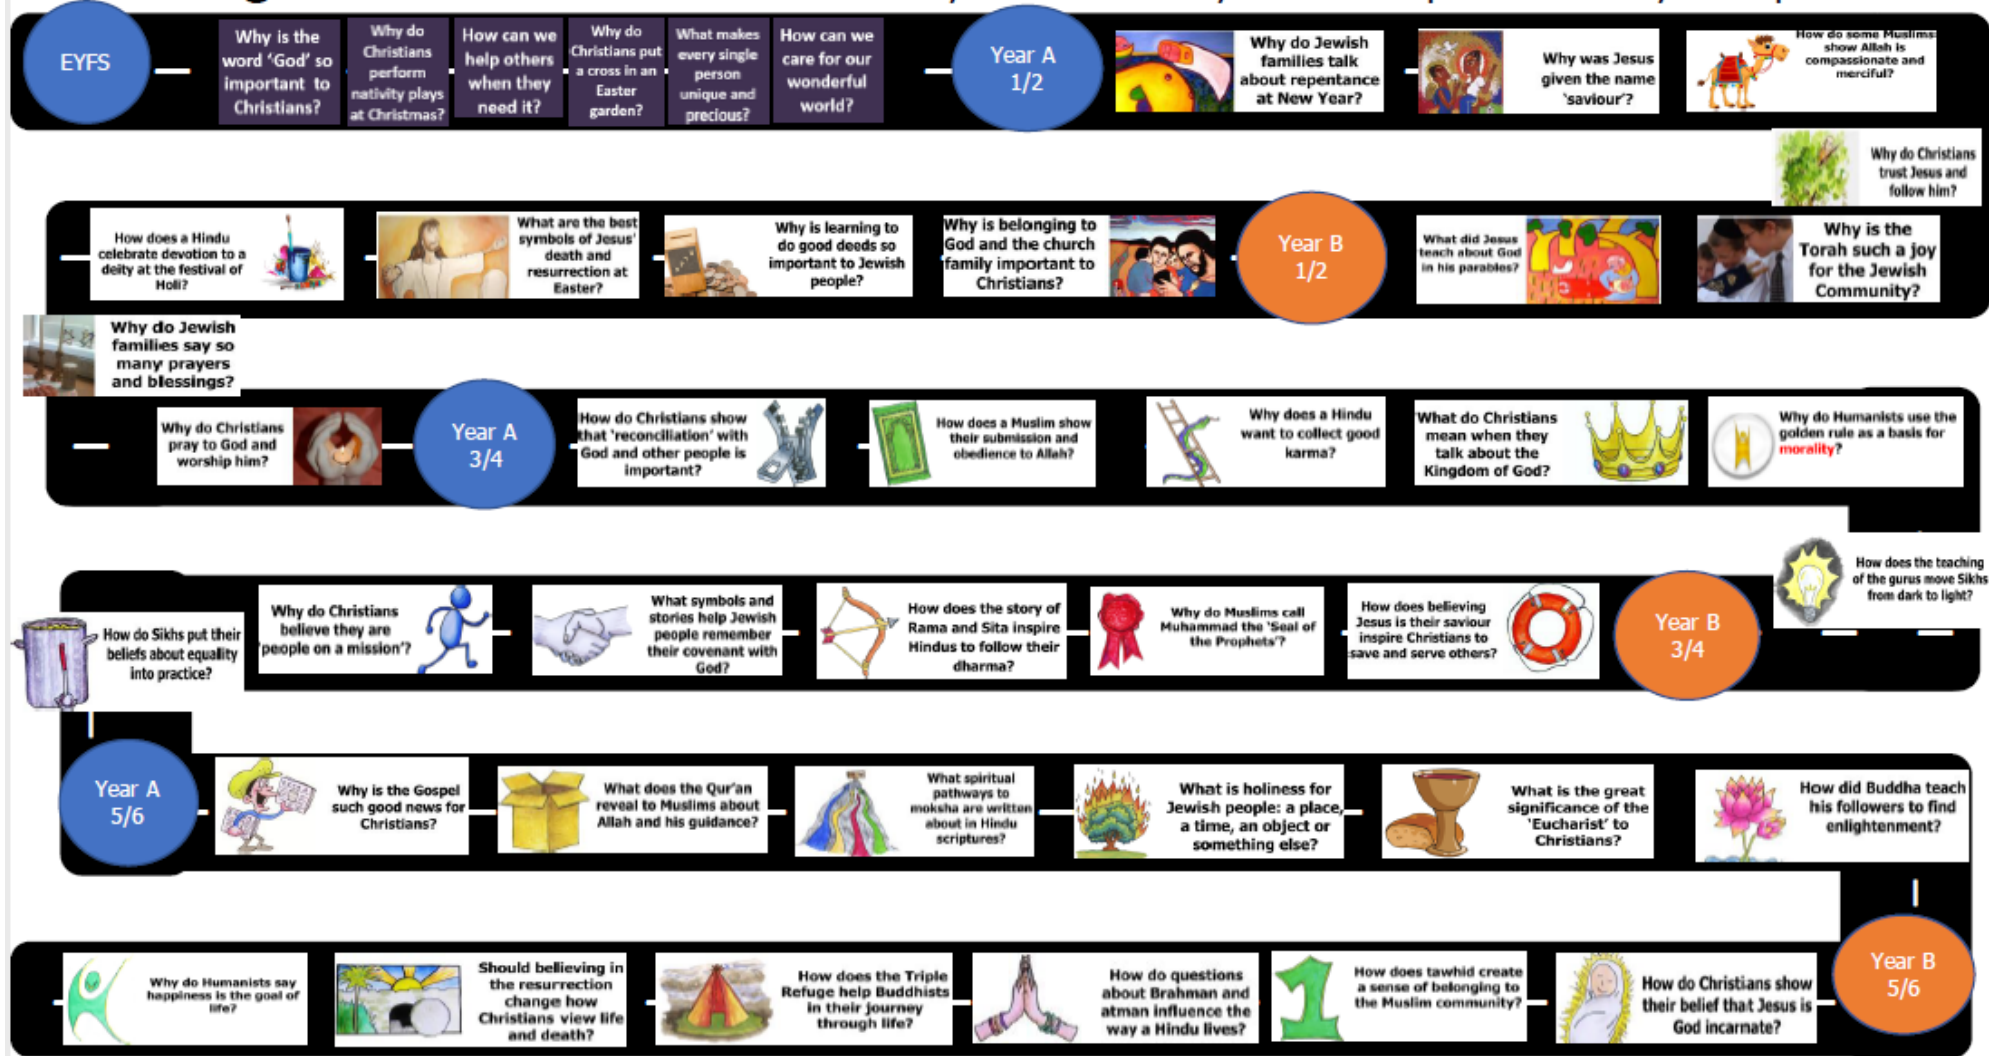 EYFS
Why is the
word 'God' so
important to
Christians?
Why do
Christians
perform
nativity plays
at Christmas?
How can we
help others
when they
need it?
Why do
Christians put
a cross in an
Easter
garden?
What makes
every single
person
unique and
precious?
How can we
care for our
wonderful
world?
Year A
1/2
Why do Jewish
families talk
about repentance
at New Year?
Why was Jesus
given the name
'saviour'?
How do some Muslims
show Allah is
compassionate and
merciful?
Why do Christians
trust Jesus and
follow him?
How does a Hindu
celebrate devotion to a
deity at the festival of
Holi?
What are the best
symbols of Jesus'
death and
resurrection at
Easter?
Why is learning to
do good deeds so
important to Jewish
people?
Why is belonging to
God and the church
family important to
Christians?
Year B
1/2
What did Jesus
teach about God
in his parables?
Why is the
Torah such a joy
for the Jewish
Community?
Why do Jewish
families say so
many prayers
and blessings?
Why do Christians
pray to God and
worship him?
Year A
3/4
How do Christians show
that 'reconciliation' with
God and other people is
important?
How does a Muslim show
their submission and
obedience to Allah?
Why does a Hindu
want to collect good
karma?
What do Christians
mean when they
talk about the
Kingdom of God?
Why do Humanists use the
golden rule as a basis for
morality?
How does the teaching
of the gurus move Sikhs
from dark to light?
How do Sikhs put their
beliefs about equality
into practice?
Why do Christians
believe they are
'people on a mission'?
What symbols and
stories help Jewish
people remember
their covenant with
God?
How does the story of
Rama and Sita inspire
Hindus to follow their
dharma?
Why do Muslims call
Muhammad the 'Seal of
the Prophets'?
How does believing
Jesus is their saviour
inspire Christians to
save and serve others?
Year B
3/4
Year A
5/6
Why is the Gospel
such good news for
Christians?
What does the Qur'an
reveal to Muslims about
Allah and his guidance?
What spiritual
pathways to
moksha are written
about in Hindu
scriptures?
What is holiness for
Jewish people: a place,
a time, an object or
something else?
What is the great
significance of the
'Eucharist' to
Christians?
How did Buddha teach
his followers to find
enlightenment?
Why do Humanists say
happiness is the goal of
life?
Should believing in
the resurrection
change how
Christians view life
and death?
How does the Triple
Refuge help Buddhists
in their journey
through life?
How do questions
about Brahman and
atman influence the
way a Hindu lives?
How does tawhid create
a sense of belonging to
the Muslim community?
How do Christians show
their belief that Jesus is
God incarnate?
Year B
5/6